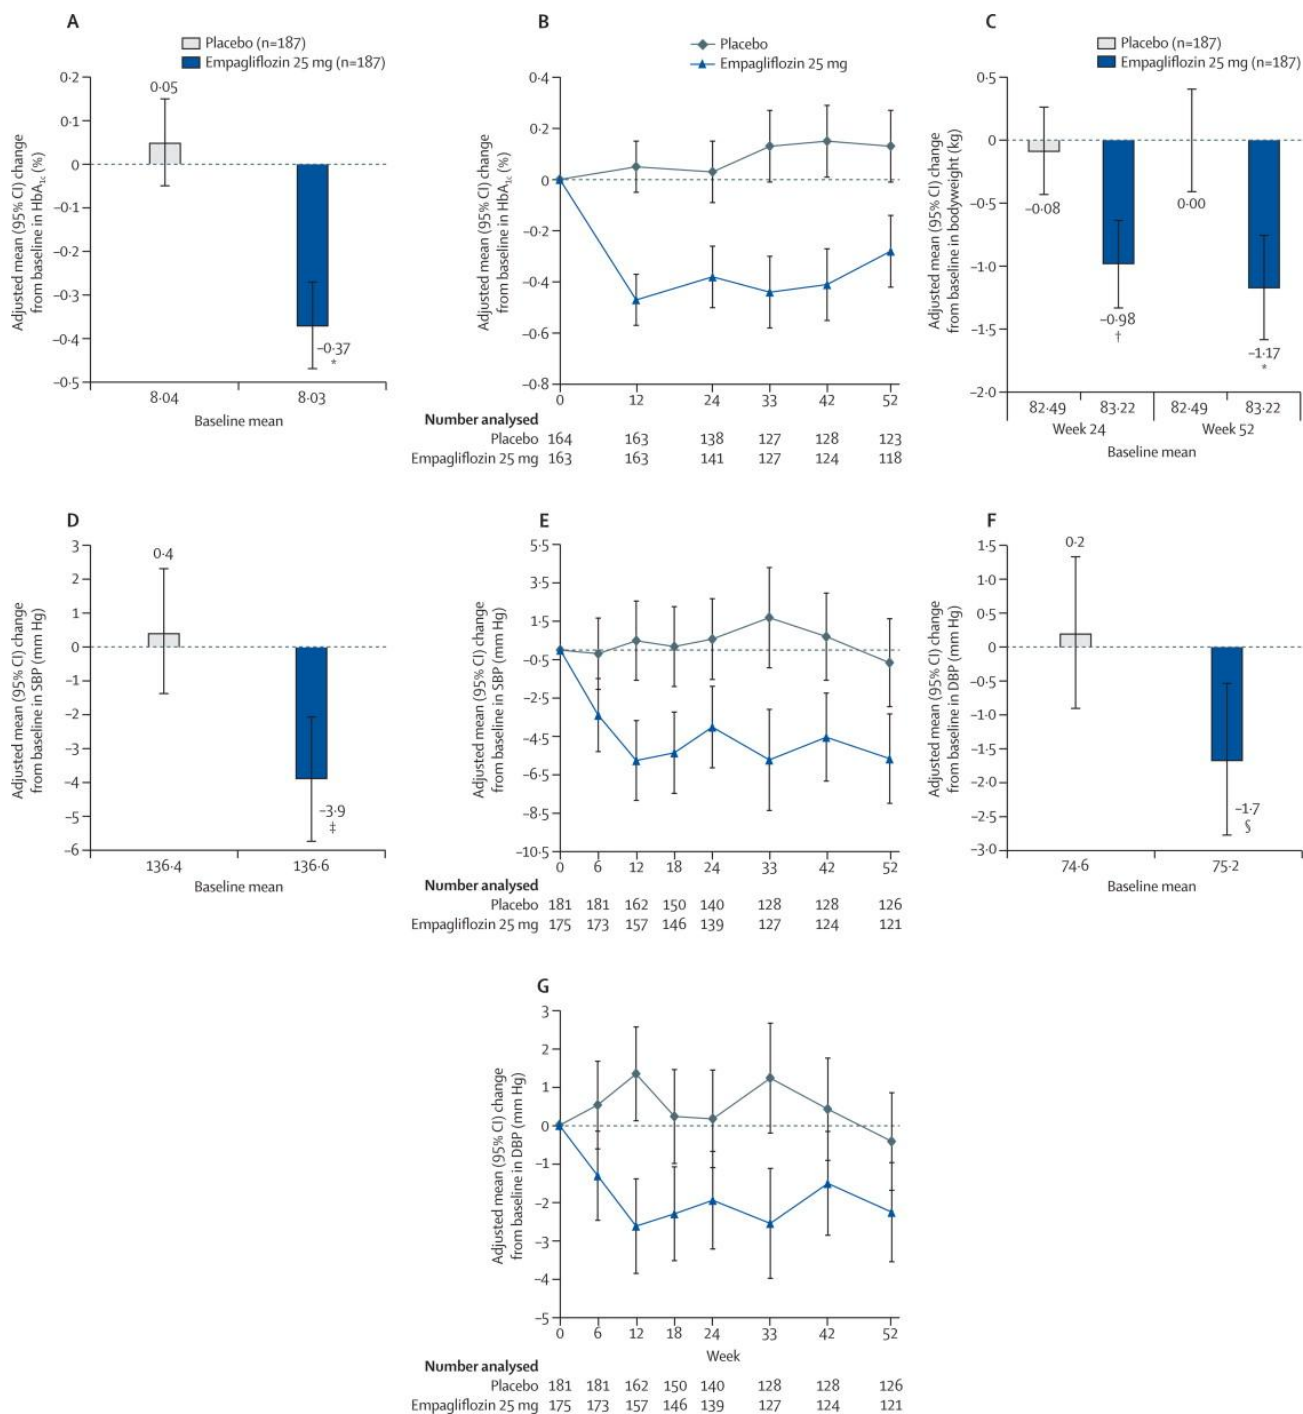 A
Placebo (n=187)
Empagliflozin 25 mg (n=187)
Adjusted mean (95% CI) change
from baseline in HbA1c (%)
0·2
0·1
0
–0·1
–0·2
–0·3
–0·4
–0·5
0·05
–0·37
*
8·04 8·03
Baseline mean
B
Placebo
Empagliflozin 25 mg
Adjusted mean (95% CI) change
from baseline in HbA1c (%)
0·4
0·2
0
–0·2
–0·4
–0·6
–0·8
0 12 24 33 42 52
Number analysed
Placebo 164 163 138 127 128 123
Empagliflozin 25 mg 163 163 141 127 124 118
C
Placebo (n=187)
Empagliflozin 25 mg (n=187)
Adjusted mean (95% CI) change
from baseline in bodyweight (kg)
0·5
0
–0·5
–1·0
–1·5
–2·0
–0·08
–0·98
†
0·00
–1·17
*
82·49 83·22 82·49 83·22
Week 24 Week 52
Baseline mean
D
Adjusted mean (95% CI) change
from baseline in SBP (mm Hg)
3
2
1
0
–1
–2
–3
–4
–5
–6
0·4
–3·9
‡
136·4 136·6
Baseline mean
E
Adjusted mean (95% CI) change
from baseline in SBP (mm Hg)
5·5
3·5
1·5
–0·5
–2·5
–4·5
–6·5
–8·5
–10·5
0 6 12 18 24 33 42 52
Number analysed
Placebo 181 181 162 150 140 128 128 126
Empagliflozin 25 mg 175 173 157 146 139 127 124 121
F
Adjusted mean (95% CI) change
from baseline in DBP (mm Hg)
1·5
1·0
0·5
0
–0·5
–1·0
–1·5
–2·0
–2·5
–3·0
0·2
–1·7
§
74·6 75·2
Baseline mean
G
Adjusted mean (95% CI) change
from baseline in DBP (mm Hg)
3
2
1
0
–1
–2
–3
–4
–5
0 6 12 18 24 33 42 52
Week
Number analysed
Placebo 181 181 162 150 140 128 128 126
Empagliflozin 25 mg 175 173 157 146 139 127 124 121